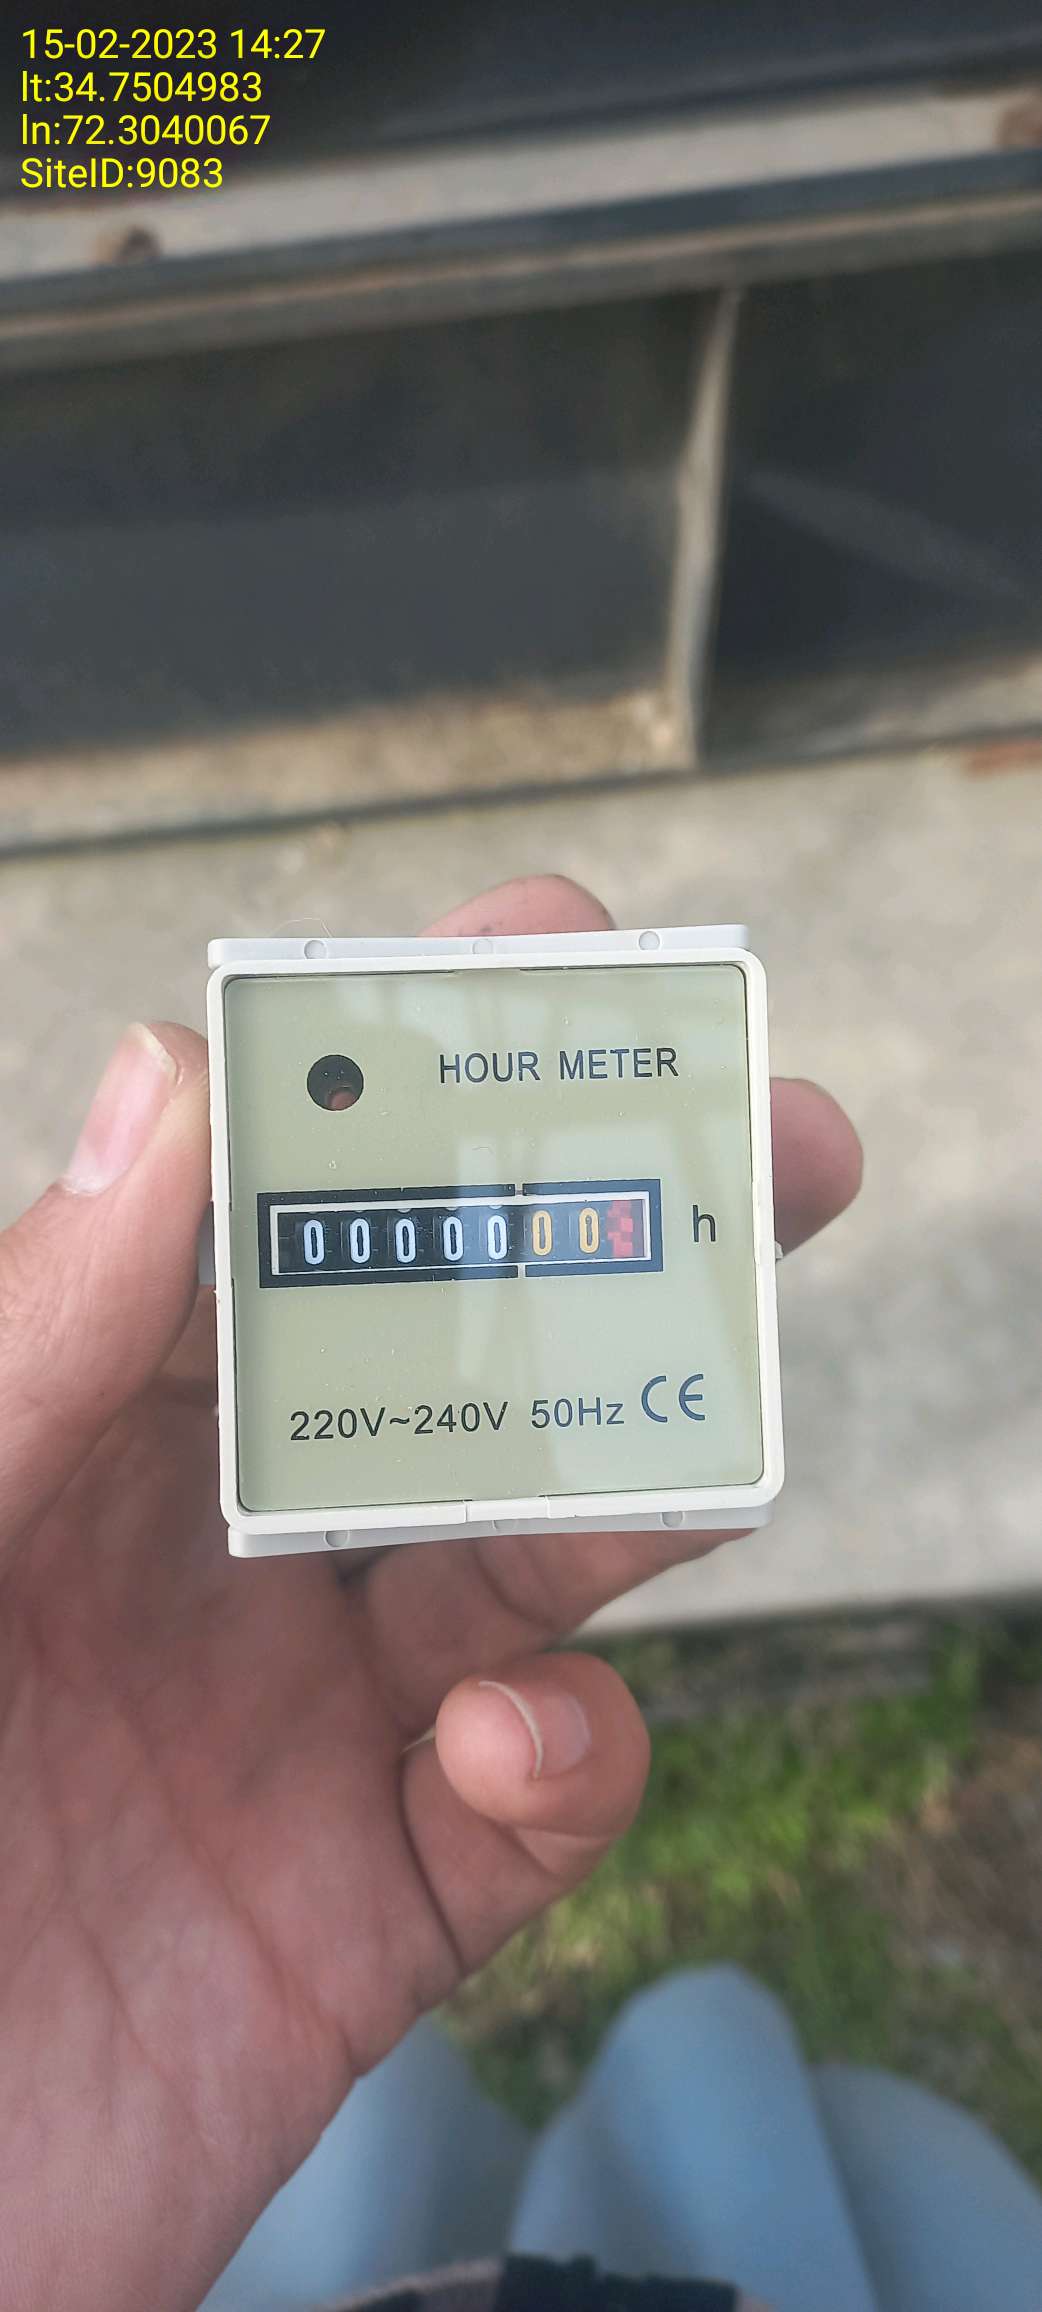 15-02-2023 14:27
lt:34.7504983
ln:72.3040067
SiteID:9083
HOUR METER
0000000 h
220V~240V 50Hz CE